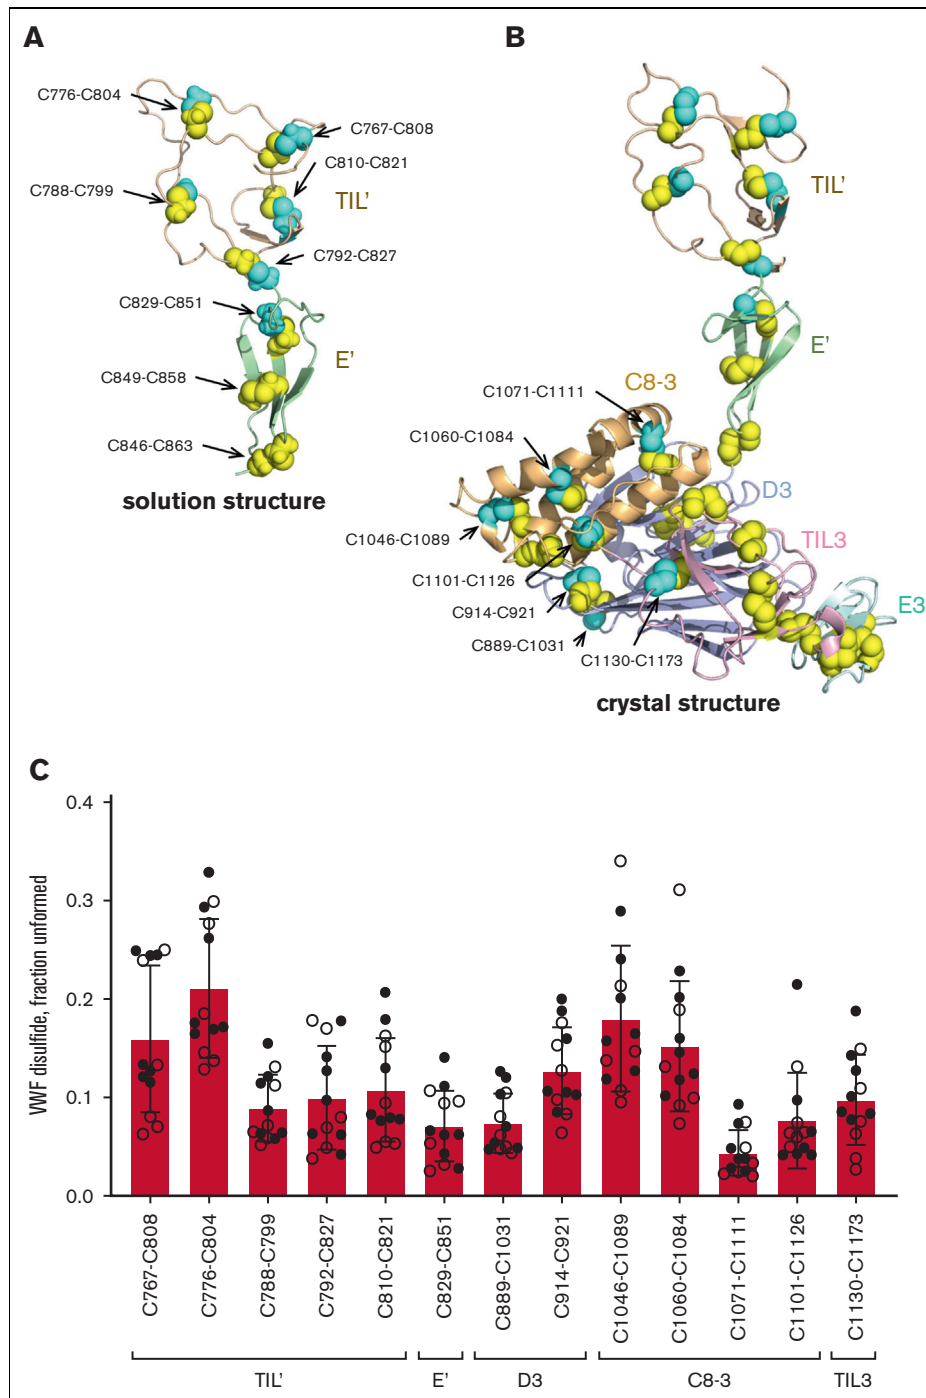 A
C776-C804
C767-C808
C810-C821
C788-C799
TIL'
C792-C827
C829-C851
E'
C849-C858
C846-C863
solution structure
B
TIL'
E'
C8-3
C1071-C1111
C1060-C1084
D3
TIL3
C1046-C1089
C1101-C1126
C914-C921
E3
C889-C1031
C1130-C1173
crystal structure
C
VWF disulfide, fraction unformed
0.4
0.3
0.2
0.1
0.0
C767-C808
C776-C804
C788-C799
C792-C827
C810-C821
C829-C851
C889-C1031
C914-C921
C1046-C1089
C1060-C1084
C1071-C1111
C1101-C1126
C1130-C1173
TIL'
E'
D3
C8-3
TIL3